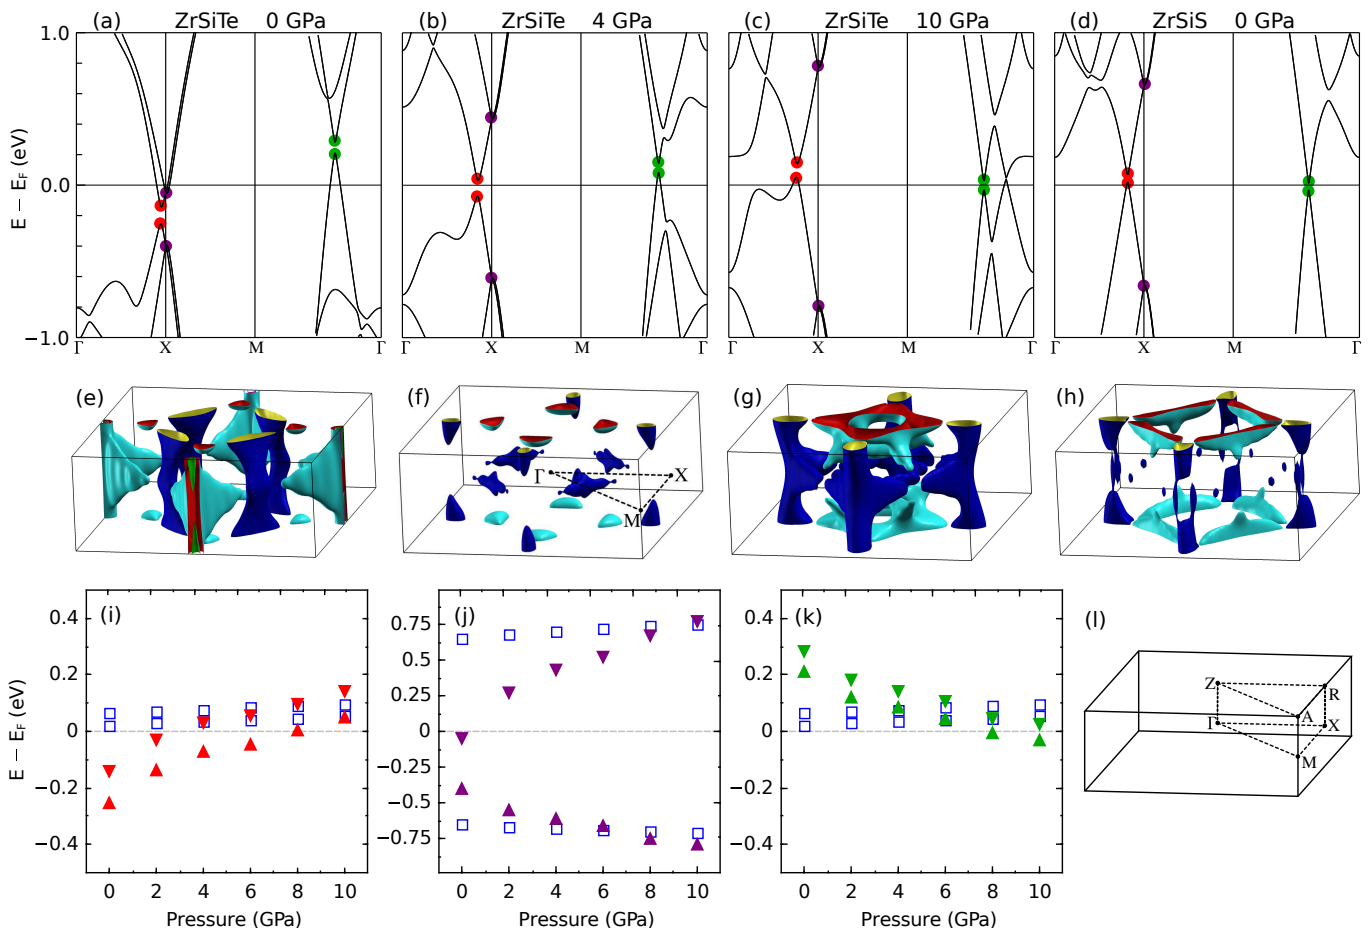 (a) ZrSiTe 0 GPa
(b) ZrSiTe 4 GPa
(c) ZrSiTe 10 GPa
(d) ZrSiS 0 GPa
1.0
0.0
−1.0
E − E_F (eV)
Γ X M Γ
Γ X M Γ
Γ X M Γ
Γ X M Γ
(e)
(f)
Γ
X
M
(g)
(h)
(i)
0.4
0.2
0
−0.2
−0.4
E − E_F (eV)
0 2 4 6 8 10
Pressure (GPa)
(j)
0.75
0.5
0.25
0
−0.25
−0.5
−0.75
0 2 4 6 8 10
Pressure (GPa)
(k)
0.4
0.2
0
−0.2
−0.4
0 2 4 6 8 10
Pressure (GPa)
(l)
Z
R
A
Γ
X
M